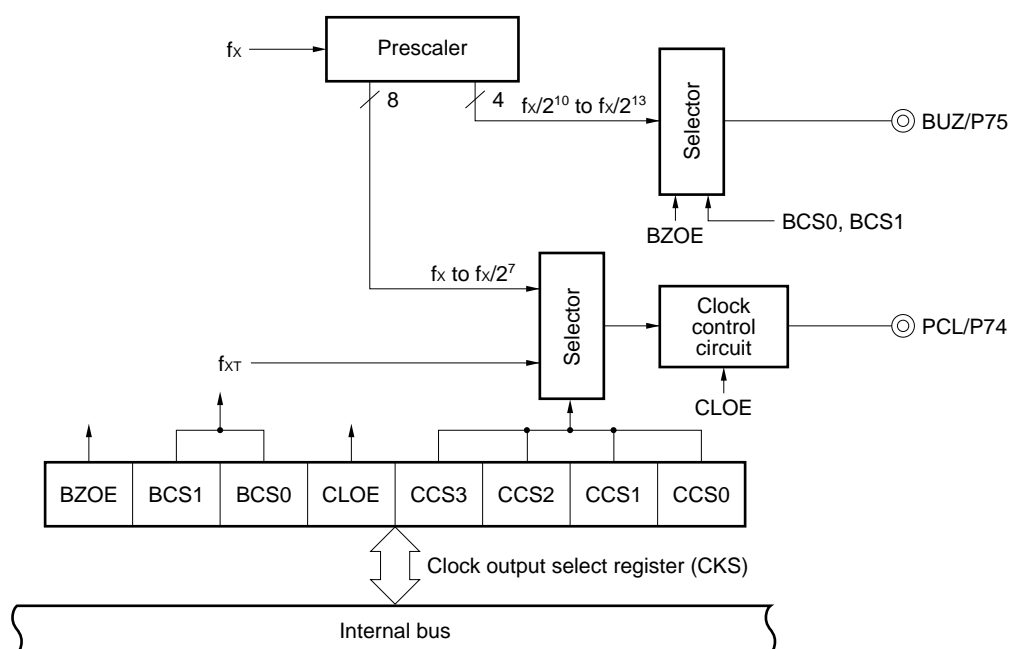 fX
Prescaler
8
4
fX/2^10 to fX/2^13
Selector
BUZ/P75
BZOE
BCS0, BCS1
fX to fX/2^7
Selector
Clock
control
circuit
PCL/P74
fXT
CLOE
BZOE BCS1 BCS0 CLOE CCS3 CCS2 CCS1 CCS0
Clock output select register (CKS)
Internal bus